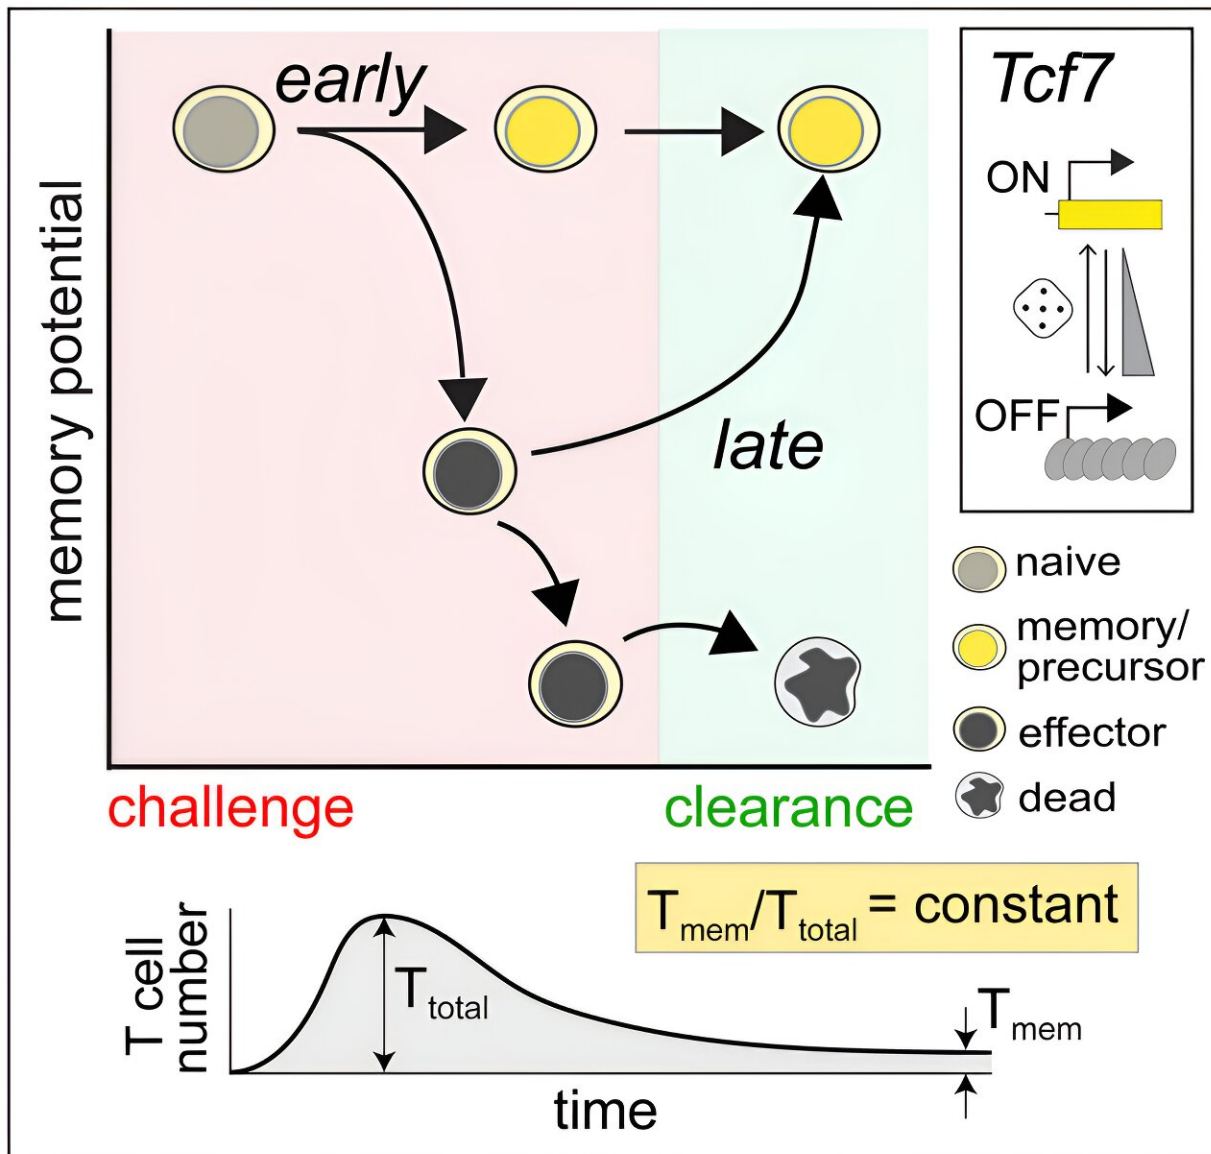 early
late
memory potential
challenge
clearance
Tcf7
ON
OFF
naive
memory/
precursor
effector
dead
Tmem/Ttotal = constant
T cell
number
Ttotal
Tmem
time